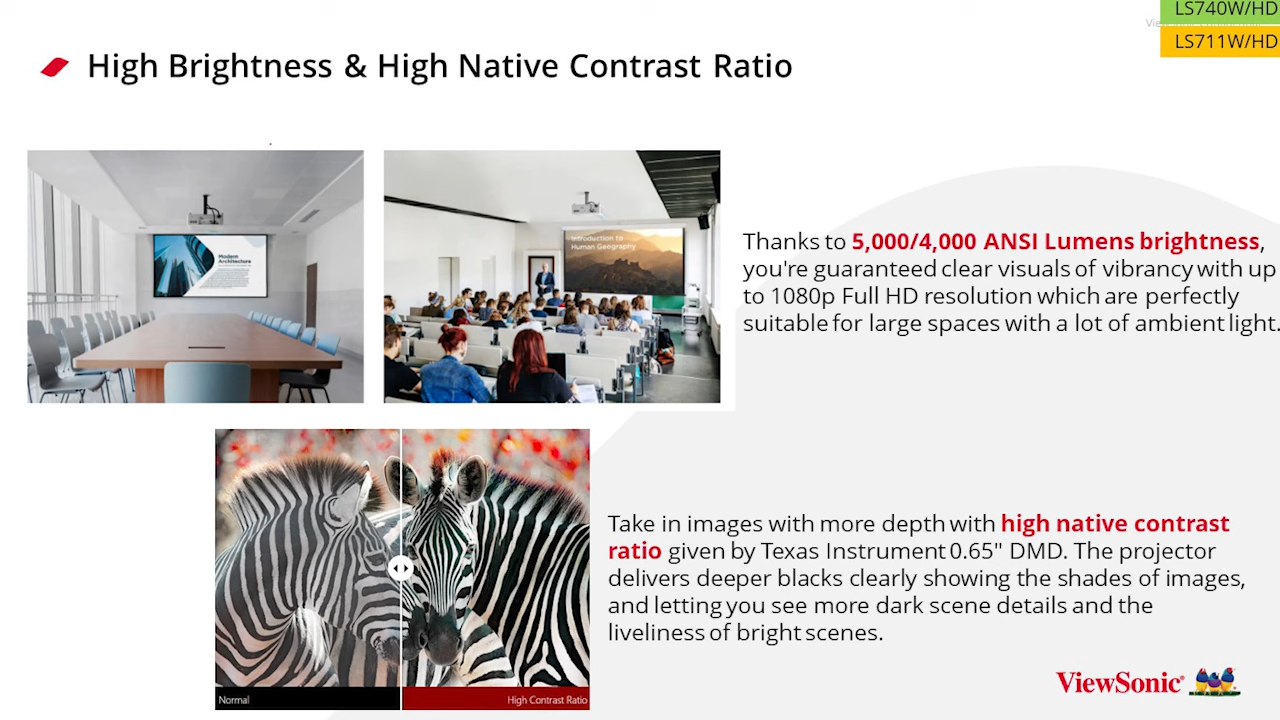 LS740W/HD
LS711W/HD
High Brightness & High Native Contrast Ratio
Modern
Architecture
Introduction to
Human Geography
Thanks to 5,000/4,000 ANSI Lumens brightness,
you're guaranteed clear visuals of vibrancy with up
to 1080p Full HD resolution which are perfectly
suitable for large spaces with a lot of ambient light.
Take in images with more depth with high native contrast
ratio given by Texas Instrument 0.65" DMD. The projector
delivers deeper blacks clearly showing the shades of images,
and letting you see more dark scene details and the
liveliness of bright scenes.
Normal
High Contrast Ratio
ViewSonic